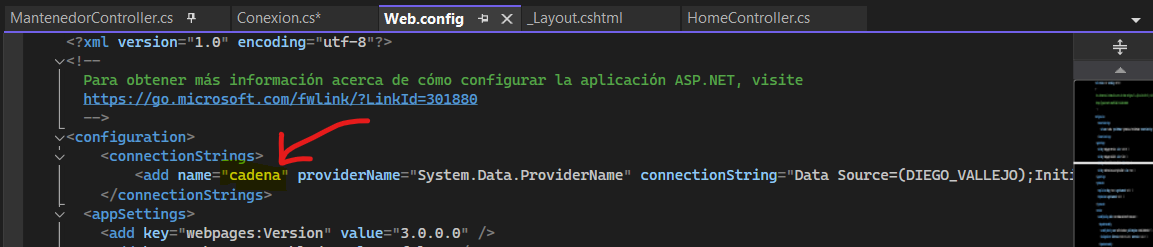 MantenedorController.cs
Conexion.cs*
Web.config
_Layout.cshtml
HomeController.cs
<?xml version="1.0" encoding="utf-8"?>
<!--
Para obtener más información acerca de cómo configurar la aplicación ASP.NET, visite
https://go.microsoft.com/fwlink/?LinkId=301880
-->
<configuration>
<connectionStrings>
<add name="cadena" providerName="System.Data.ProviderName" connectionString="Data Source=(DIEGO_VALLEJO);Initi
</connectionStrings>
<appSettings>
<add key="webpages:Version" value="3.0.0.0" />